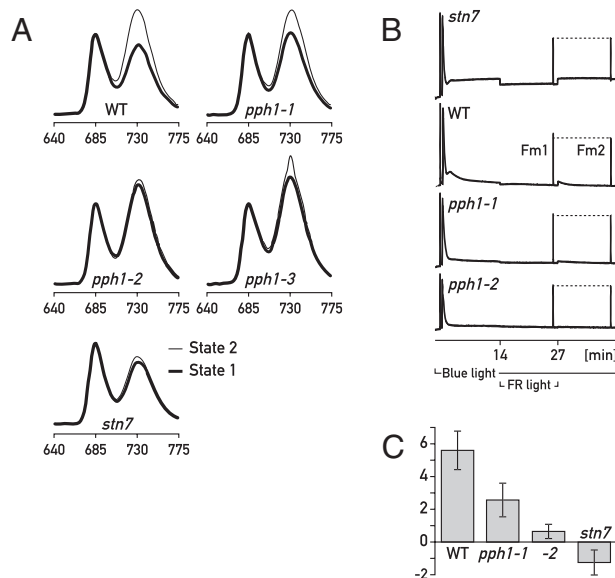 A
WT
pph1-1
640 685 730 775
640 685 730 775
pph1-2
pph1-3
640 685 730 775
640 685 730 775
State 2
State 1
stn7
640 685 730 775
B
stn7
WT
Fm1
Fm2
pph1-1
pph1-2
14 27 [min]
Blue light
FR light
C
6
4
2
0
-2
WT pph1-1 -2 stn7